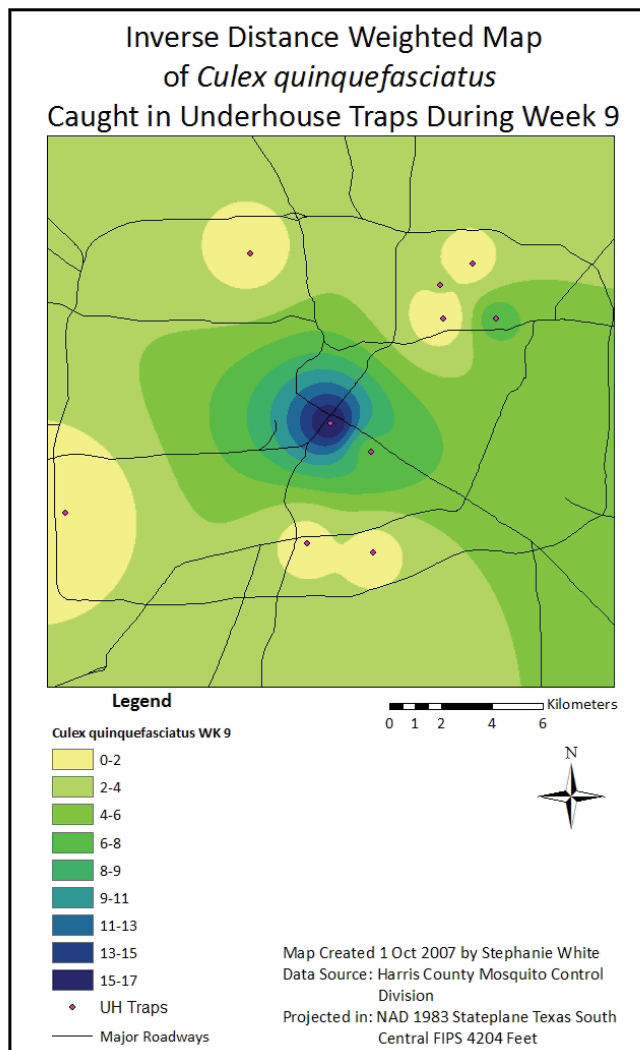 Inverse Distance Weighted Map
of Culex quinquefasciatus
Caught in Underhouse Traps During Week 9
Legend
Kilometers
0 1 2 4 6
Culex quinquefasciatus WK 9
0-2
2-4
4-6
6-8
8-9
9-11
11-13
13-15
15-17
UH Traps
Major Roadways
N
Map Created 1 Oct 2007 by Stephanie White
Data Source: Harris County Mosquito Control
Division
Projected in: NAD 1983 Stateplane Texas South
Central FIPS 4204 Feet